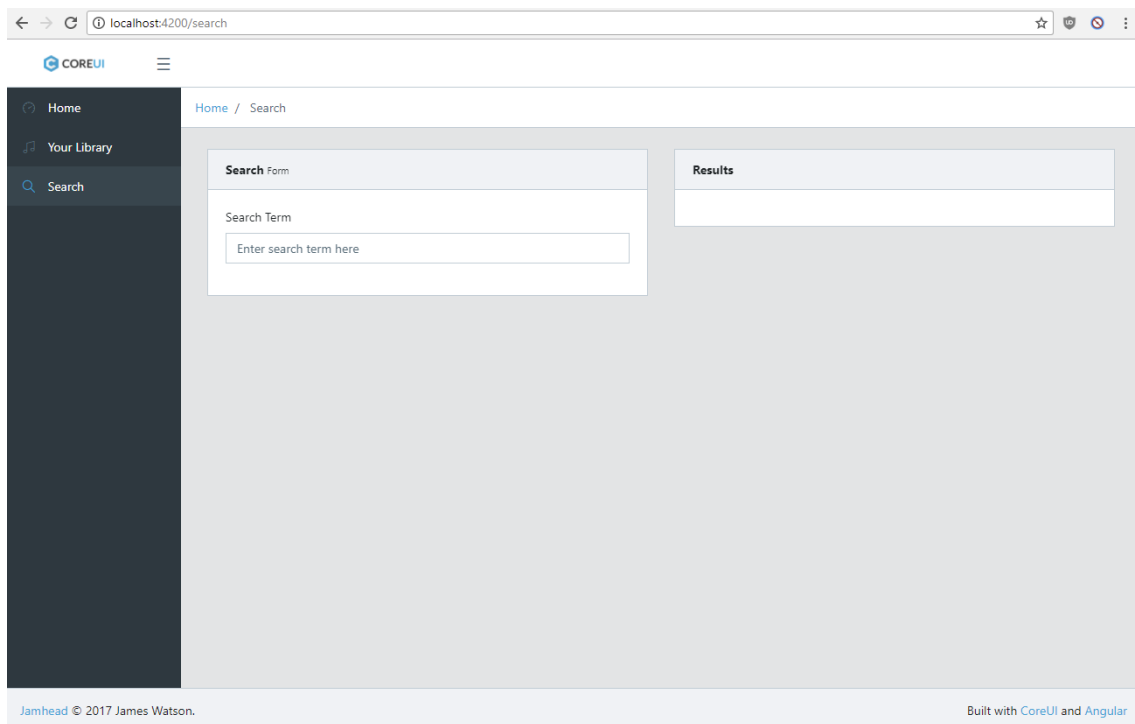 localhost:4200/search
COREUI
Home
Your Library
Search
Home / Search
Search Form
Search Term
Enter search term here
Results
Jamhead © 2017 James Watson.
Built with CoreUI and Angular